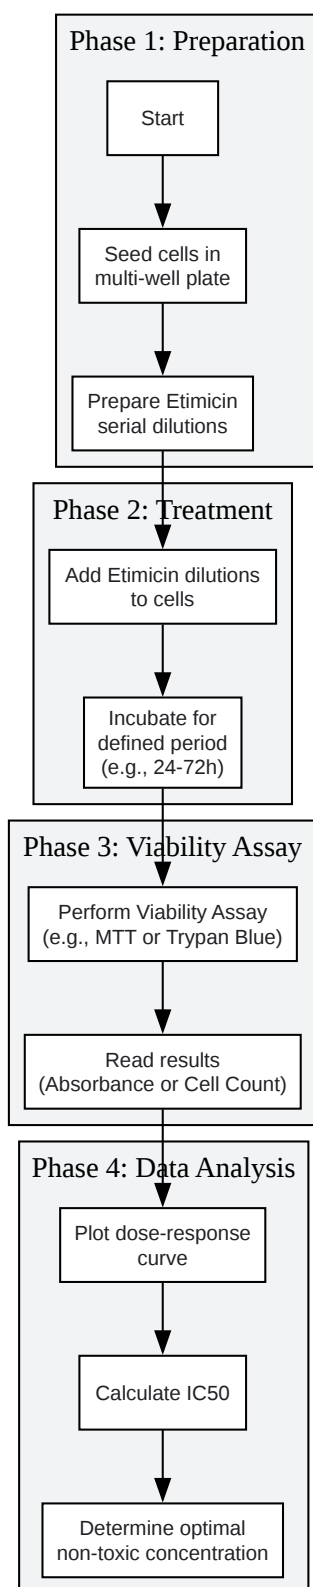 Phase 1: Preparation
Start
Seed cells in
multi-well plate
Prepare Etimicin
serial dilutions
Phase 2: Treatment
Add Etimicin dilutions
to cells
Incubate for
defined period
(e.g., 24-72h)
Phase 3: Viability Assay
Perform Viability Assay
(e.g., MTT or Trypan Blue)
Read results
(Absorbance or Cell Count)
Phase 4: Data Analysis
Plot dose-response
curve
Calculate IC50
Determine optimal
non-toxic concentration